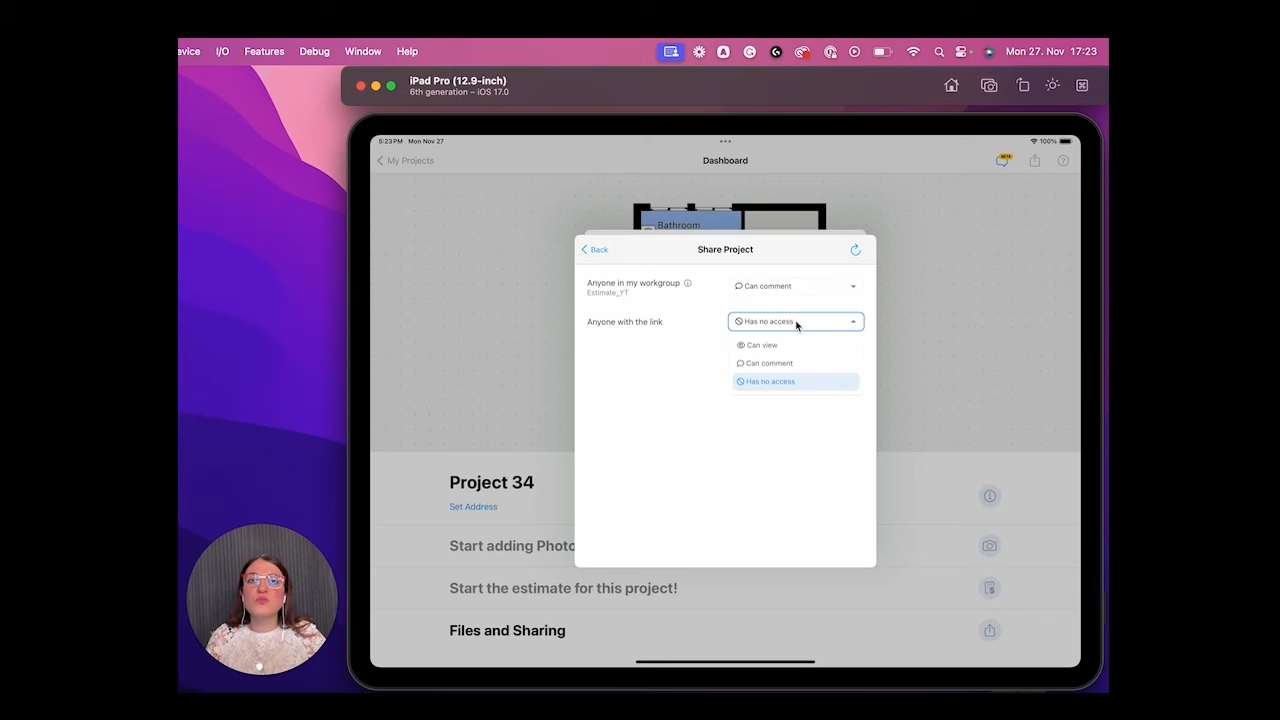 evice I/O Features Debug Window Help Mon 27. Nov 17:23
iPad Pro (12.9-inch)
6th generation – iOS 17.0
5:23 PM Mon Nov 27 100%
My Projects Dashboard BETA
Bathroom
Back Share Project
Anyone in my workgroup Can comment
Estimate_YT
Anyone with the link Has no access
Can view
Can comment
Has no access
Project 34
Set Address
Start adding Photo
Start the estimate for this project!
Files and Sharing